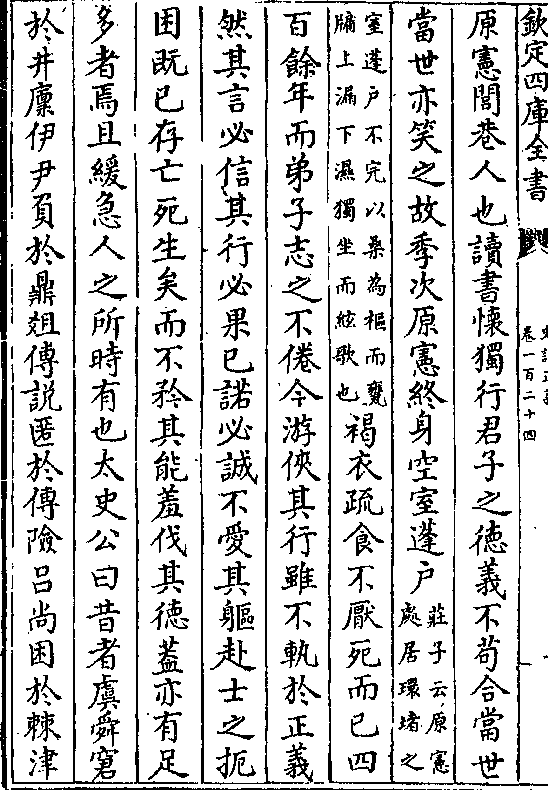 欽定四庫全書
史記正義
卷一百二十四
原憲閭巷人也讀書懷獨行君子之德義不茍合當世
當世亦笑之故季次原憲終身空室蓬戶莊子云原憲處居環堵之
室蓬戶不完以桑為樞而甕牖上漏下濕獨坐而絃歌也褐衣疏食不厭死而已四
百餘年而弟子志之不倦今游俠其行雖不軌於正義
然其言必信其行必果已諾必誠不愛其軀赴士之扼
困既已存亡死生矣而不矜其能羞伐其德蓋亦有足
多者焉且緩急人之所時有也太史公曰昔者虞舜窘
於井廩伊尹負於鼎爼傅説匿於傅險呂尚困於棘津